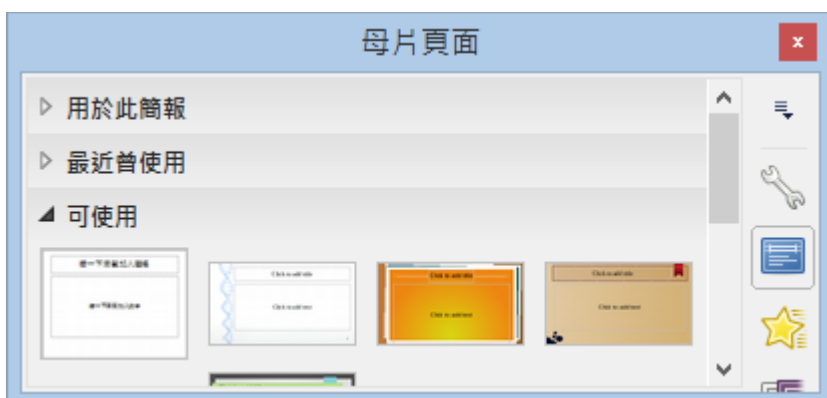 母片頁面
用於此簡報
最近曾使用
可使用
Click to add title
Click to add text
Click to add title
Click to add text
Click to add title
Click to add text